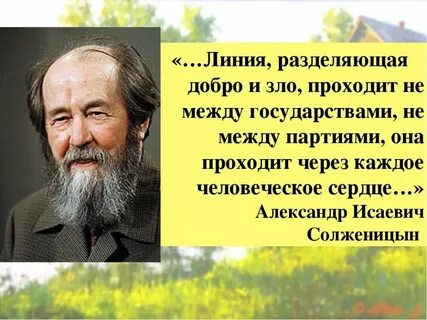 «…Линия, разделяющая
добро и зло, проходит не
между государствами, не
между партиями, она
проходит через каждое
человеческое сердце…»
Александр Исаевич
Солженицын